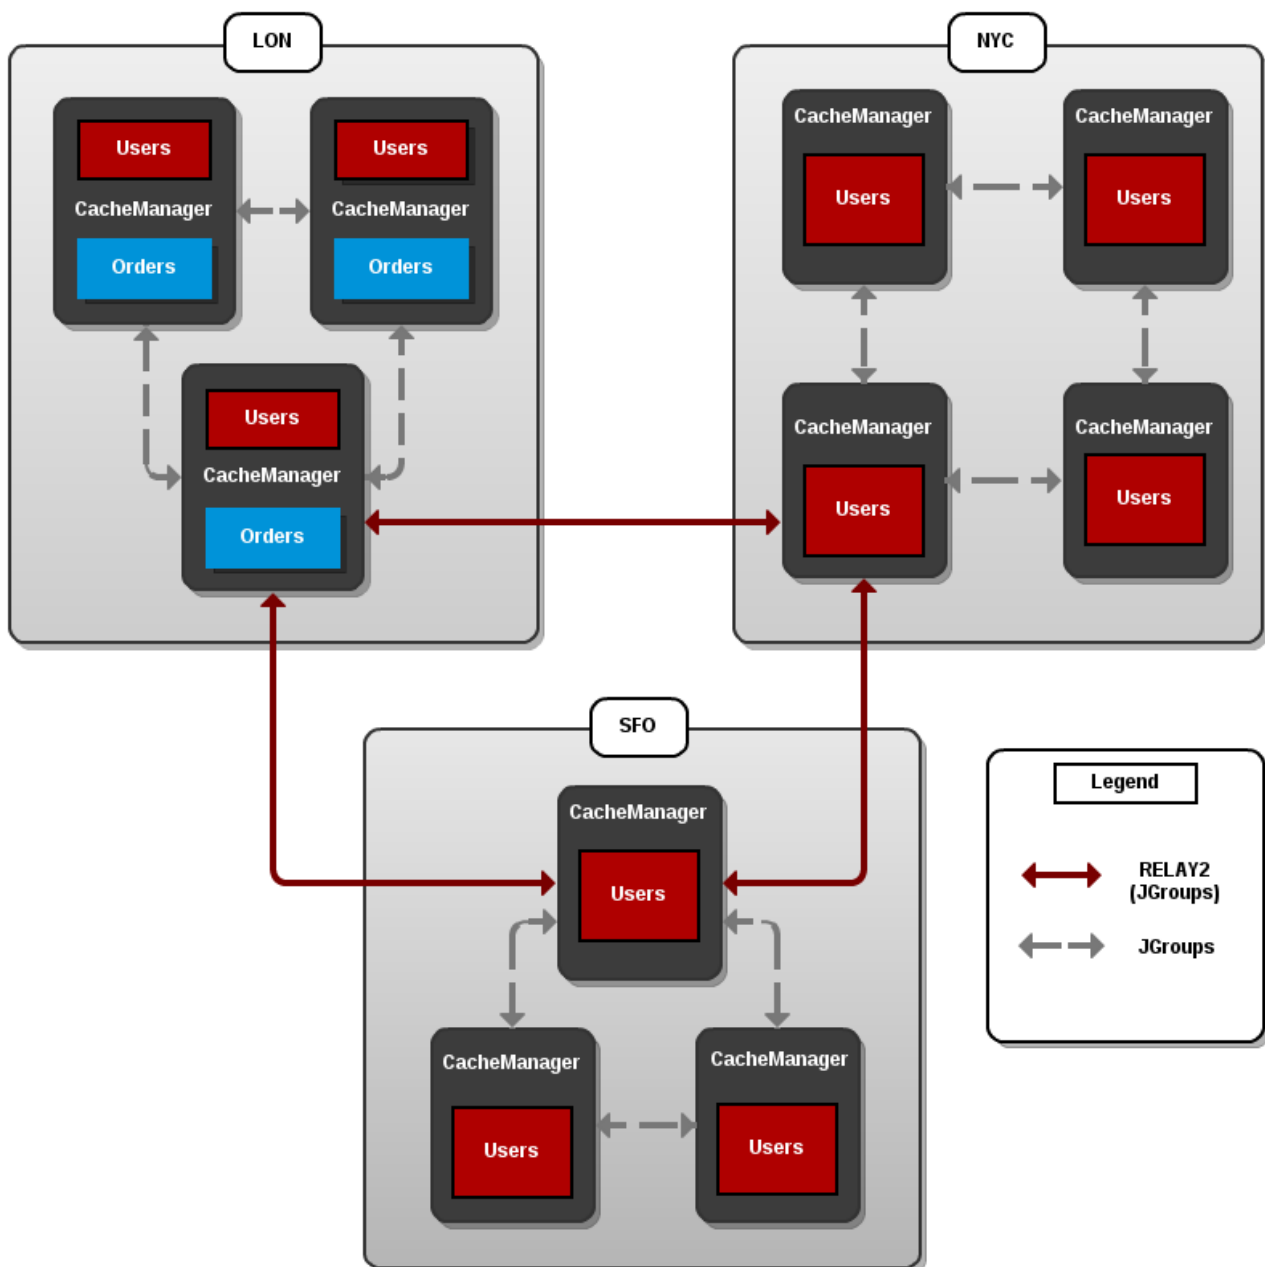 LON
Users
CacheManager
Orders
Users
CacheManager
Orders
Users
CacheManager
Orders
NYC
CacheManager
Users
CacheManager
Users
CacheManager
Users
CacheManager
Users
SFO
CacheManager
Users
CacheManager
Users
CacheManager
Users
Legend
RELAY2
(JGroups)
JGroups